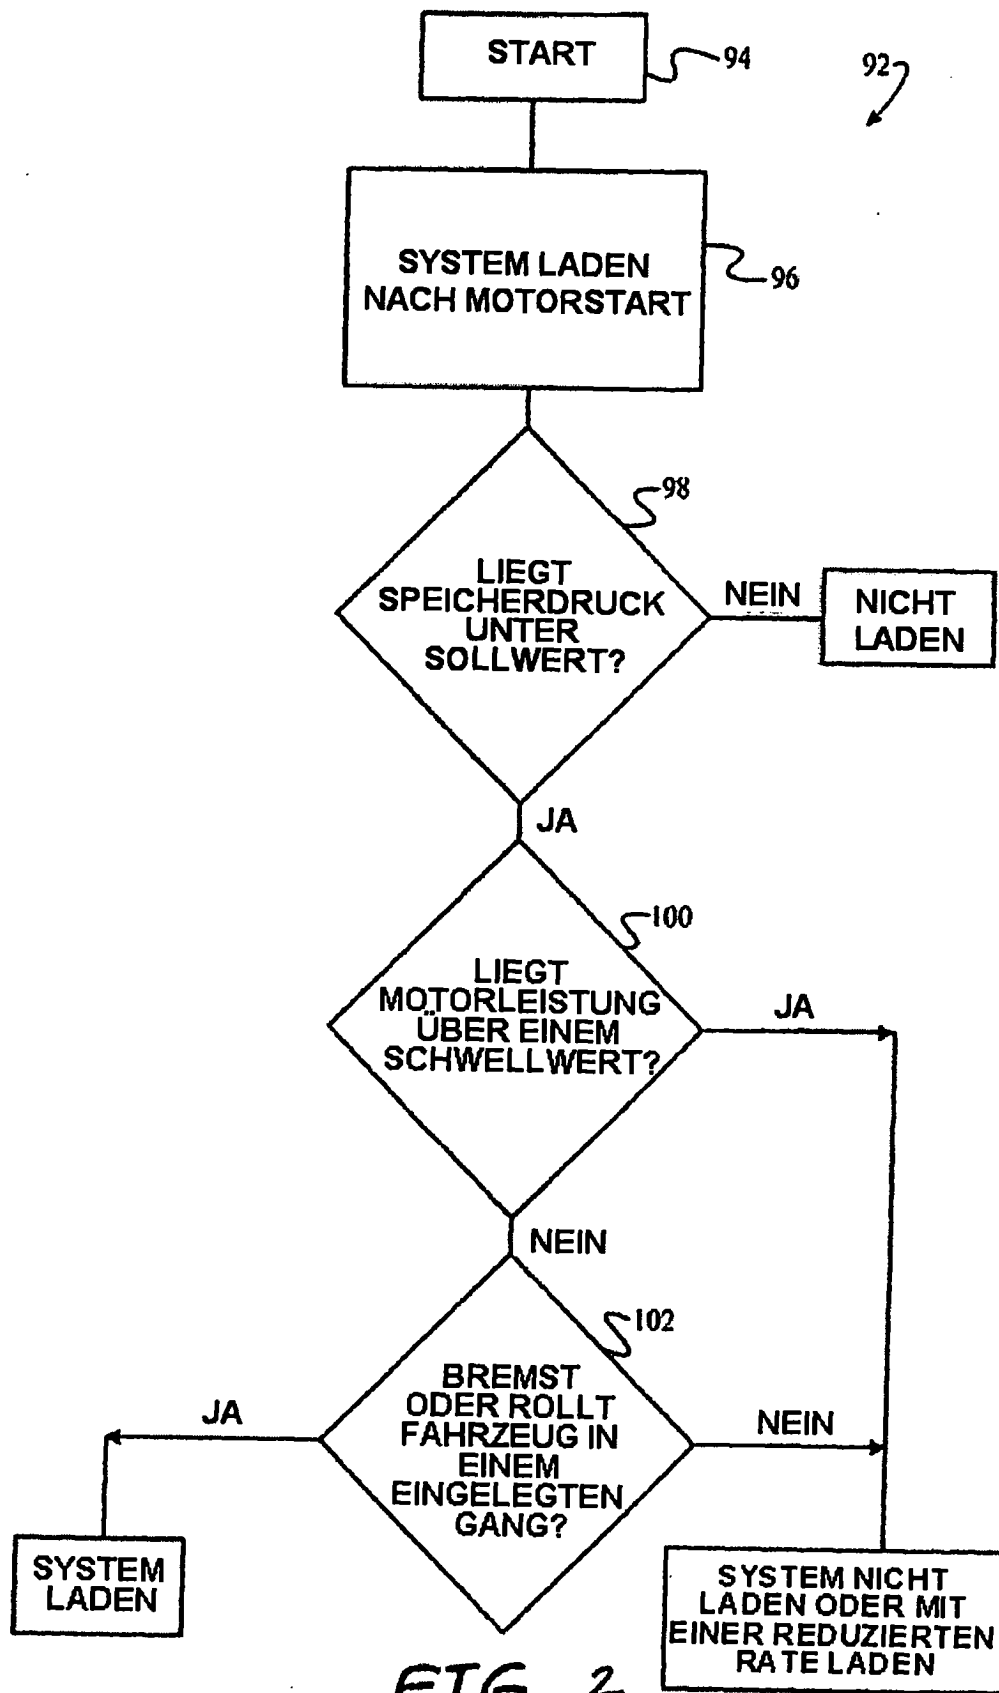 START
94
92
SYSTEM LADEN
NACH MOTORSTART
96
98
LIEGT
SPEICHERDRUCK
UNTER
SOLLWERT?
NEIN
NICHT
LADEN
JA
100
LIEGT
MOTORLEISTUNG
ÜBER EINEM
SCHWELLWERT?
JA
NEIN
102
BREMST
ODER ROLLT
FAHRZEUG IN
EINEM
EINGELEGTEN
GANG?
JA
NEIN
SYSTEM
LADEN
SYSTEM NICHT
LADEN ODER MIT
EINER REDUZIERTEN
RATE LADEN
FIG. 2